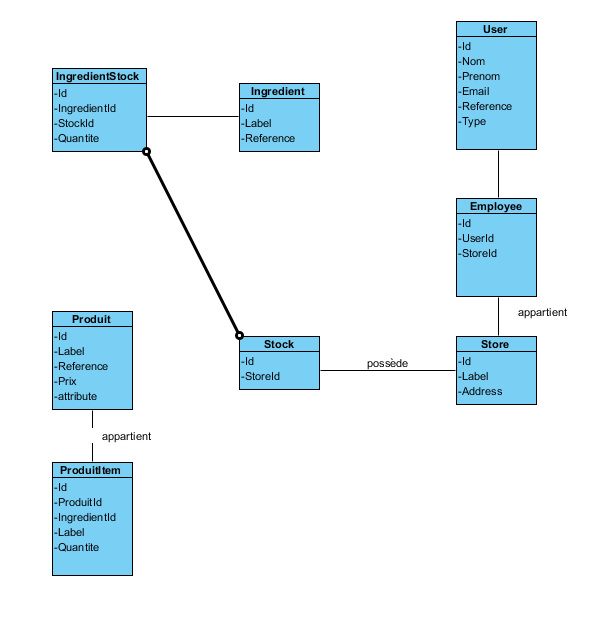 User
-Id
-Nom
-Prenom
-Email
-Reference
-Type
IngredientStock
-Id
-IngredientId
-StockId
-Quantite
Ingredient
-Id
-Label
-Reference
Employee
-Id
-UserId
-StoreId
appartient
Produit
-Id
-Label
-Reference
-Prix
-attribute
Stock
-Id
-StoreId
possède
Store
-Id
-Label
-Address
appartient
ProduitItem
-Id
-ProduitId
-IngredientId
-Label
-Quantite